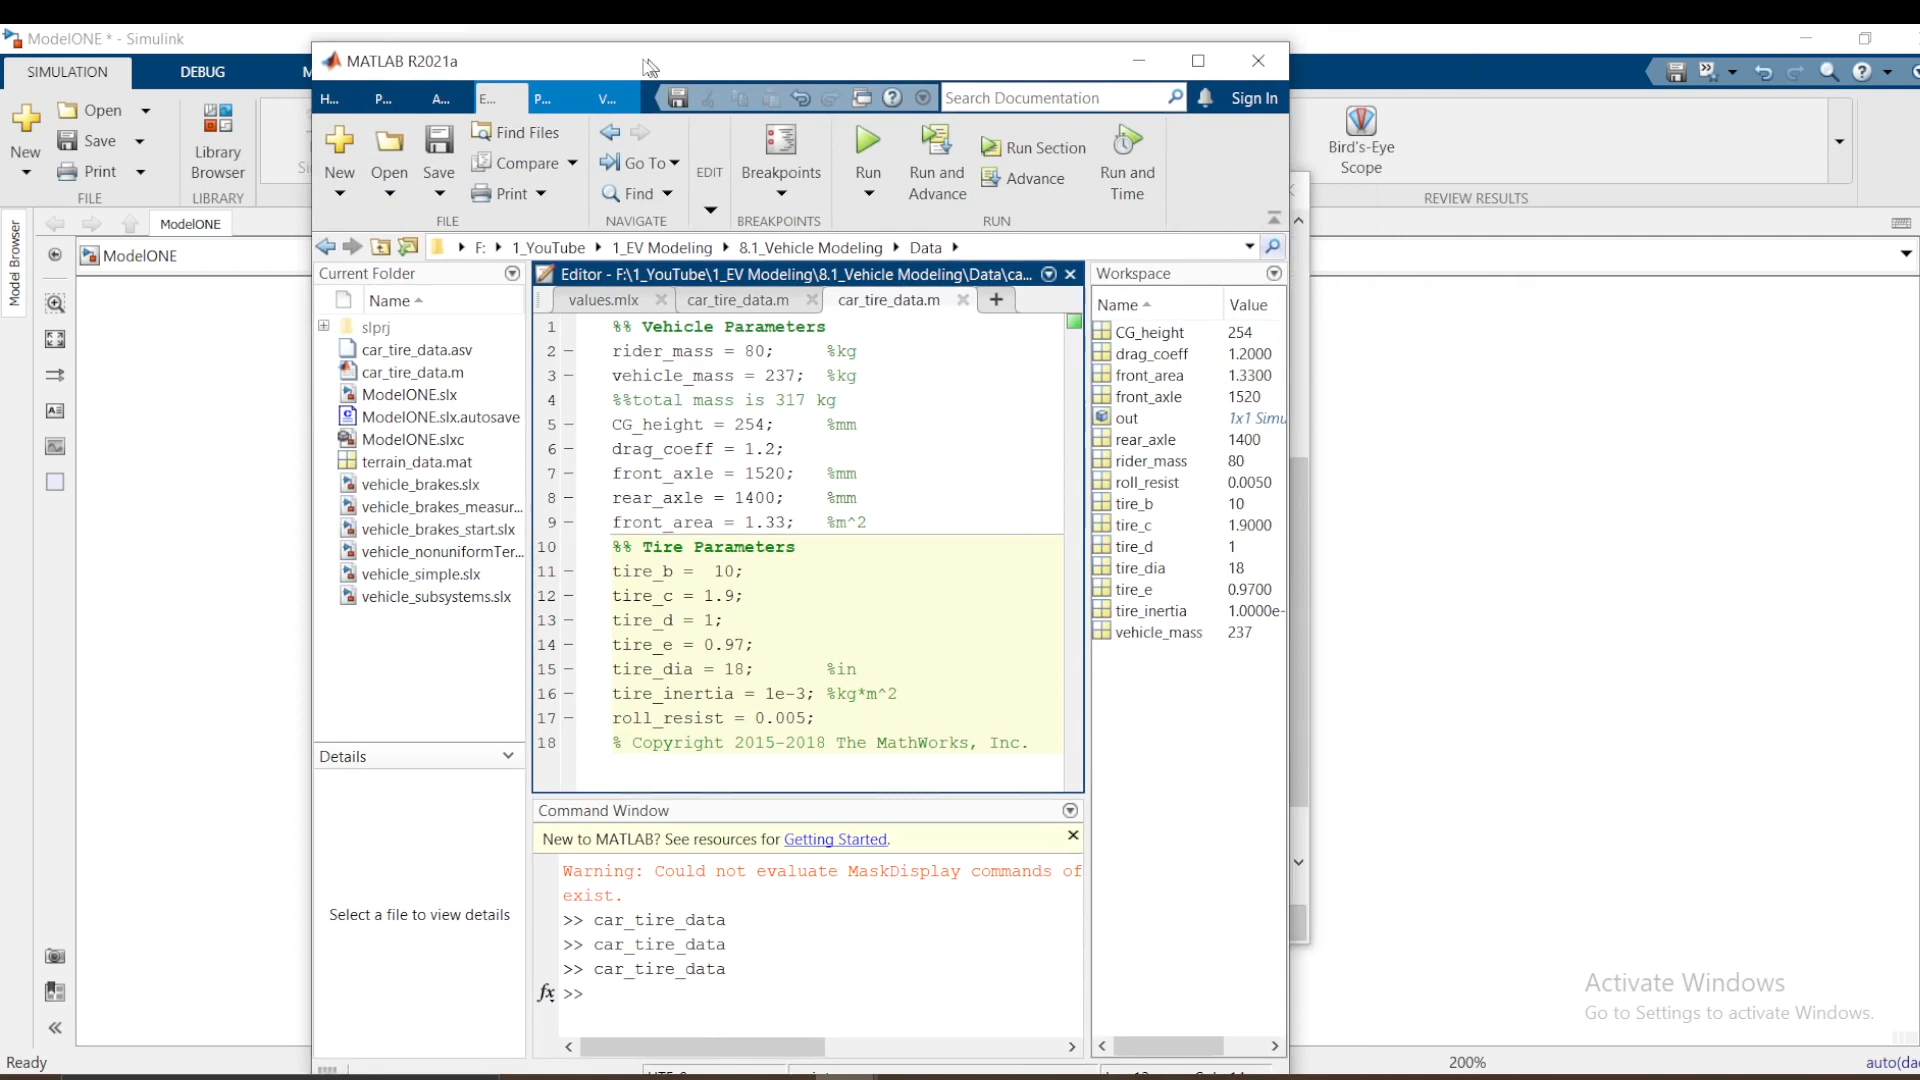 ModelONE * - Simulink
SIMULATION
DEBUG
M
New
Open
Save
Print
FILE
Library
Browser
LIBRARY
MATLAB R2021a
H...
P...
A...
E...
P...
V...
Search Documentation
Sign In
New
Open
Save
Find Files
Compare
Print
FILE
Go To
Find
NAVIGATE
EDIT
Breakpoints
BREAKPOINTS
Run
Run and
Advance
Run Section
Advance
Run and
Time
RUN
Bird's-Eye
Scope
REVIEW RESULTS
Model Browser
ModelONE
ModelONE
F: 1_YouTube 1_EV Modeling 8.1_Vehicle Modeling Data
Current Folder
Name
slprj
car_tire_data.asv
car_tire_data.m
ModelONE.slx
ModelONE.slx.autosave
ModelONE.slxc
terrain_data.mat
vehicle_brakes.slx
vehicle_brakes_measur...
vehicle_brakes_start.slx
vehicle_nonuniformTer...
vehicle_simple.slx
vehicle_subsystems.slx
Details
Select a file to view details
Editor - F:\1_YouTube\1_EV Modeling\8.1_Vehicle Modeling\Data\ca...
values.mlx
car_tire_data.m
car_tire_data.m
1 %% Vehicle Parameters
2 – rider_mass = 80; %kg
3 – vehicle_mass = 237; %kg
4 %%total mass is 317 kg
5 – CG_height = 254; %mm
6 – drag_coeff = 1.2;
7 – front_axle = 1520; %mm
8 – rear_axle = 1400; %mm
9 – front_area = 1.33; %m^2
10 %% Tire Parameters
11 – tire_b = 10;
12 – tire_c = 1.9;
13 – tire_d = 1;
14 – tire_e = 0.97;
15 – tire_dia = 18; %in
16 – tire_inertia = 1e-3; %kg*m^2
17 – roll_resist = 0.005;
18 % Copyright 2015-2018 The MathWorks, Inc.
Command Window
New to MATLAB? See resources for Getting Started.
Warning: Could not evaluate MaskDisplay commands of
exist.
>> car_tire_data
>> car_tire_data
>> car_tire_data
fx >>
Workspace
Name Value
CG_height 254
drag_coeff 1.2000
front_area 1.3300
front_axle 1520
out 1x1 Simu
rear_axle 1400
rider_mass 80
roll_resist 0.0050
tire_b 10
tire_c 1.9000
tire_d 1
tire_dia 18
tire_e 0.9700
tire_inertia 1.0000e-
vehicle_mass 237
Activate Windows
Go to Settings to activate Windows.
Ready
200%
auto(da